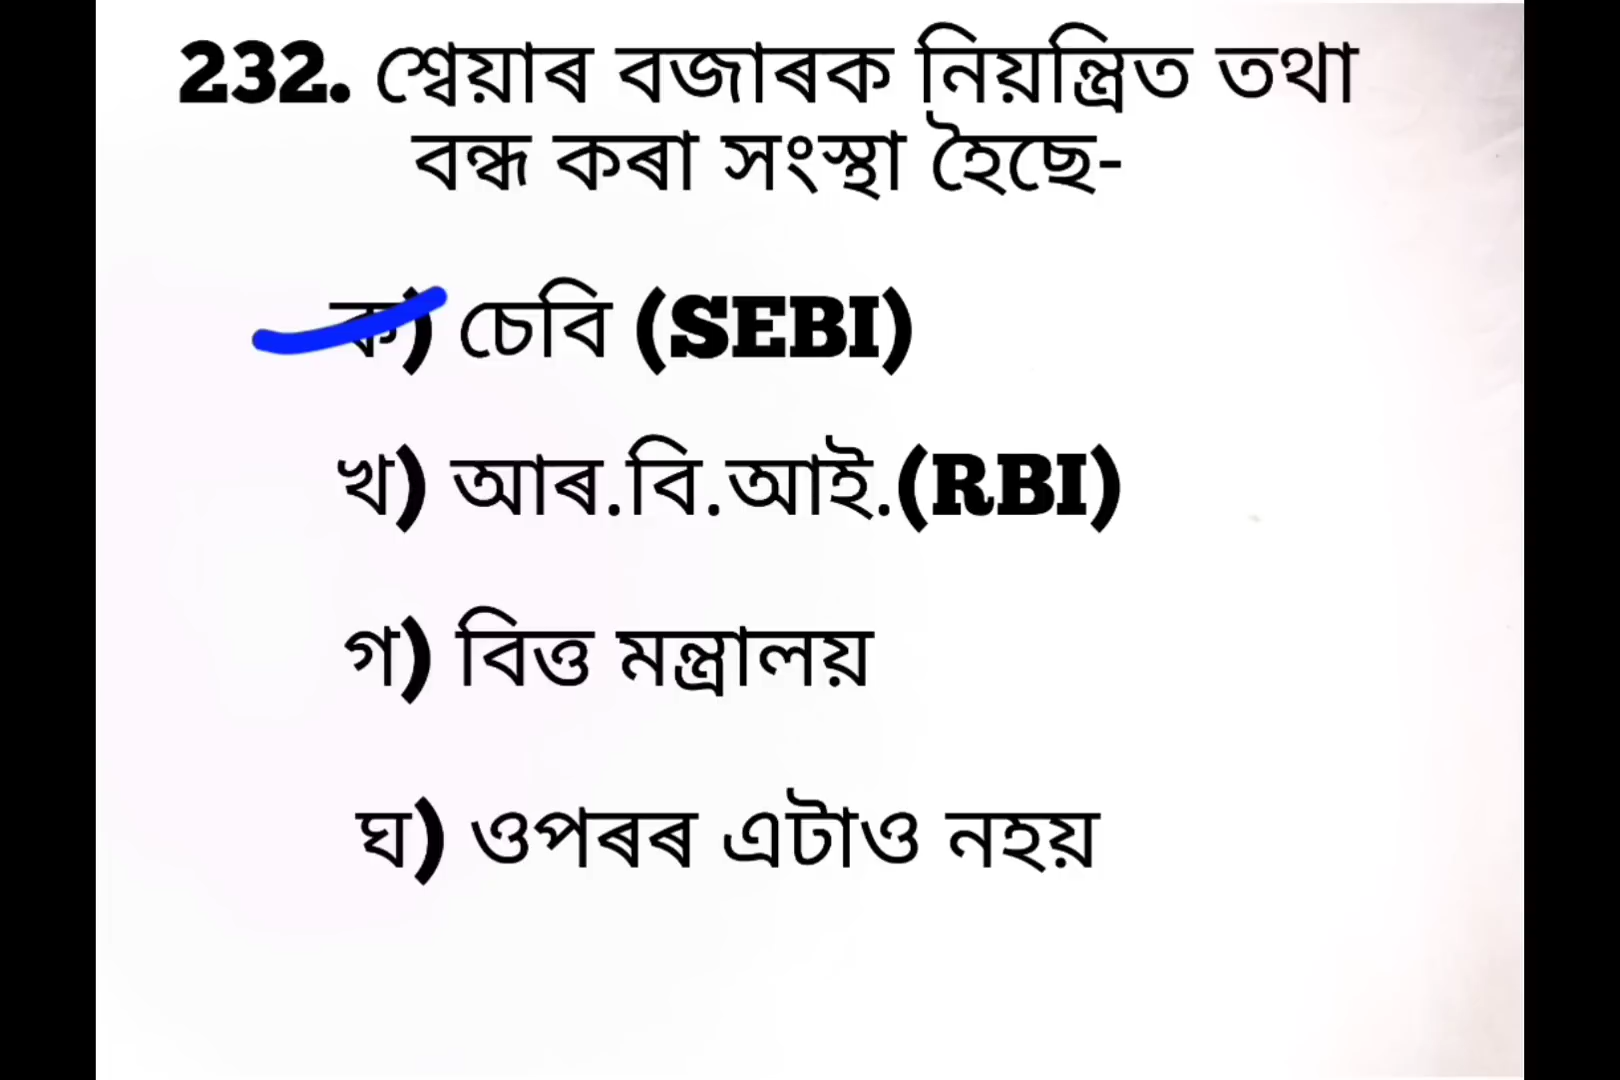 232. শ্বেয়াৰ বজাৰক নিয়ন্ত্ৰিত তথা
বন্ধ কৰা সংস্থা হৈছে-
ক) চেবি (SEBI)
খ) আৰ.বি.আই.(RBI)
গ) বিত্ত মন্ত্ৰালয়
ঘ) ওপৰৰ এটাও নহয়